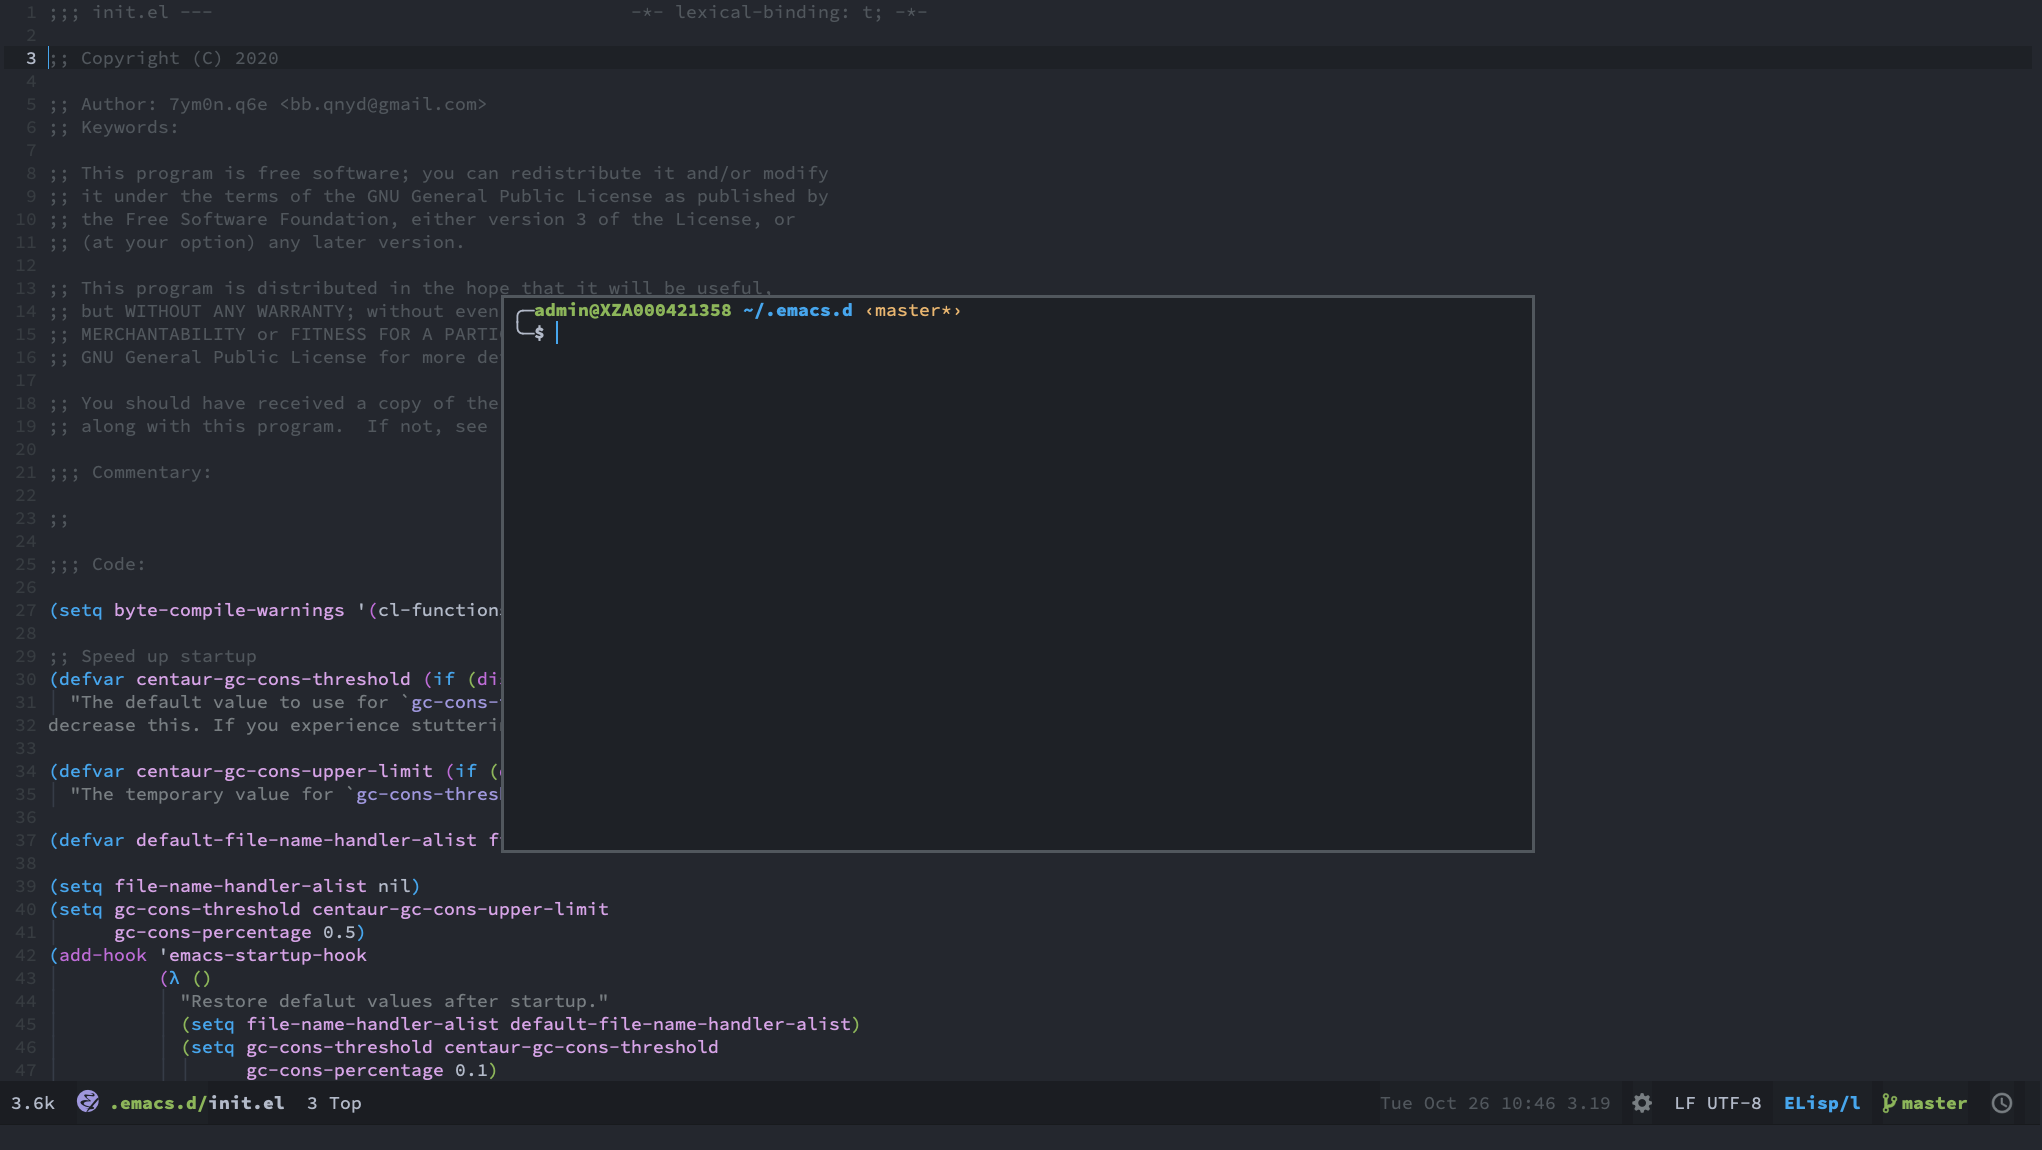 1 ;;; init.el --- -*- lexical-binding: t; -*-
2
3 ;; Copyright (C) 2020
4
5 ;; Author: 7ym0n.q6e <bb.qnyd@gmail.com>
6 ;; Keywords:
7
8 ;; This program is free software; you can redistribute it and/or modify
9 ;; it under the terms of the GNU General Public License as published by
10 ;; the Free Software Foundation, either version 3 of the License, or
11 ;; (at your option) any later version.
12
13 ;; This program is distributed in the hope that it will be useful,
14 ;; but WITHOUT ANY WARRANTY; without even
15 ;; MERCHANTABILITY or FITNESS FOR A PARTI
16 ;; GNU General Public License for more de
17
18 ;; You should have received a copy of the
19 ;; along with this program.  If not, see
20
21 ;;; Commentary:
22
23 ;;
24
25 ;;; Code:
26
27 (setq byte-compile-warnings '(cl-function
28
29 ;; Speed up startup
30 (defvar centaur-gc-cons-threshold (if (di
31 "The default value to use for `gc-cons-
32 decrease this. If you experience stutteri
33
34 (defvar centaur-gc-cons-upper-limit (if (
35 "The temporary value for `gc-cons-thres
36
37 (defvar default-file-name-handler-alist f
38
39 (setq file-name-handler-alist nil)
40 (setq gc-cons-threshold centaur-gc-cons-upper-limit
41 gc-cons-percentage 0.5)
42 (add-hook 'emacs-startup-hook
43 (λ ()
44 "Restore defalut values after startup."
45 (setq file-name-handler-alist default-file-name-handler-alist)
46 (setq gc-cons-threshold centaur-gc-cons-threshold
47 gc-cons-percentage 0.1)
admin@XZA000421358 ~/.emacs.d ‹master*›
$
3.6k .emacs.d/init.el 3 Top Tue Oct 26 10:46 3.19 LF UTF-8 ELisp/l master